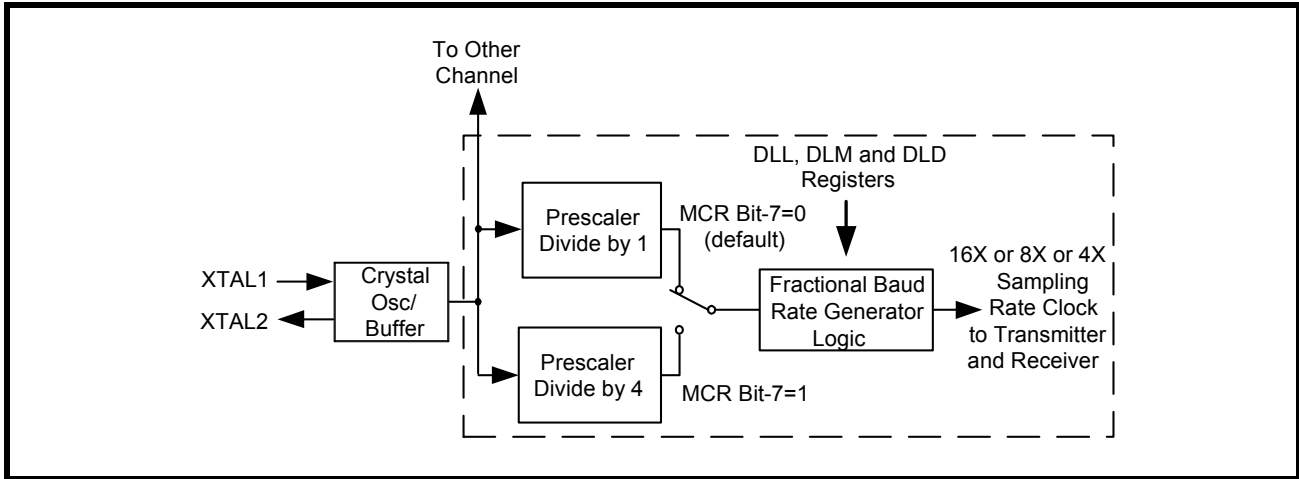 To Other
Channel
DLL, DLM and DLD
Registers
Prescaler
Divide by 1
MCR Bit-7=0
(default)
16X or 8X or 4X
Sampling
Rate Clock
to Transmitter
and Receiver
XTAL1
XTAL2
Crystal
Osc/
Buffer
Fractional Baud
Rate Generator
Logic
Prescaler
Divide by 4
MCR Bit-7=1